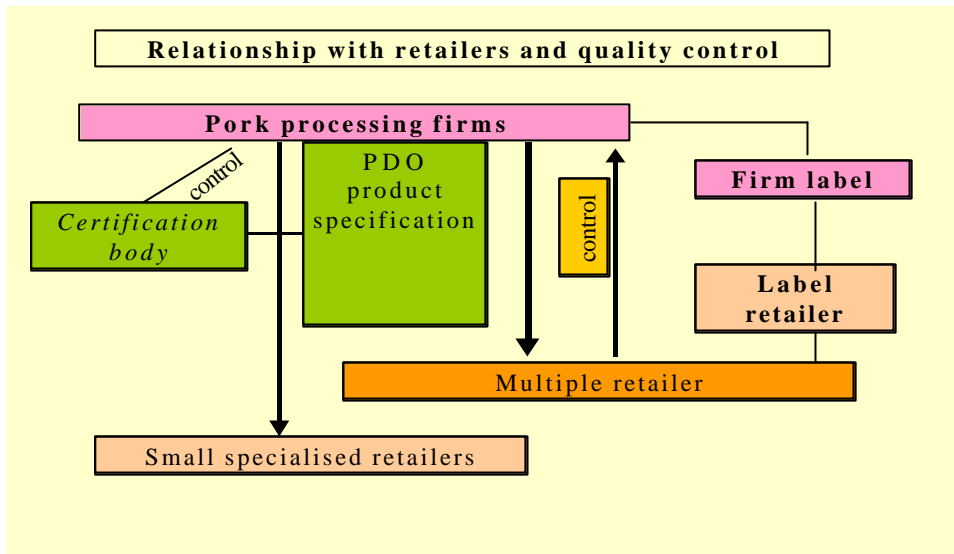 Relationship with retailers and quality control
Pork processing firms
control
PDO
product
specification
Firm label
Certification
body
control
Label
retailer
Multiple retailer
Small specialised retailers